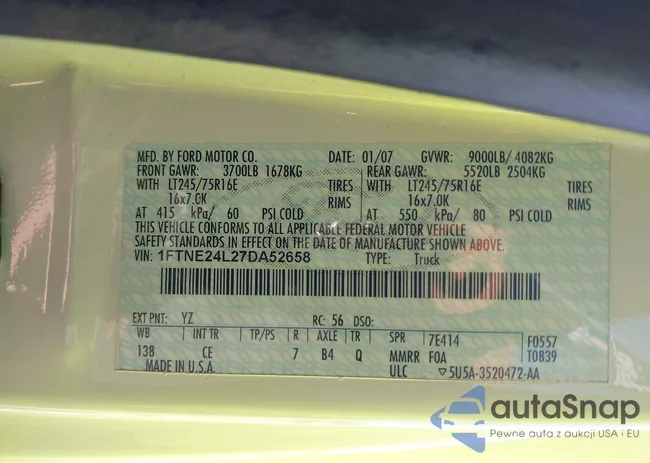 MFD. BY FORD MOTOR CO. DATE: 01/07 GVWR: 9000LB/ 4082KG
FRONT GAWR: 3700LB 1678KG REAR GAWR: 5520LB 2504KG
WITH LT245/75R16E TIRES WITH LT245/75R16E TIRES
16x7.0K RIMS 16x7.0K RIMS
AT 415 kPa/ 60 PSI COLD AT 550 kPa/ 80 PSI COLD
THIS VEHICLE CONFORMS TO ALL APPLICABLE FEDERAL MOTOR VEHICLE
SAFETY STANDARDS IN EFFECT ON THE DATE OF MANUFACTURE SHOWN ABOVE.
VIN: 1FTNE24L27DA52658 TYPE: Truck
EXT PNT: YZ RC: 56 DSO:
WB INT TR TP/PS R AXLE TR SPR 7E414 F0557
138 CE 7 B4 Q MMRR F0A T0839
MADE IN U.S.A. ULC ▽5U5A-3520472-AA
autaSnap
Pewne auta z aukcji USA i EU